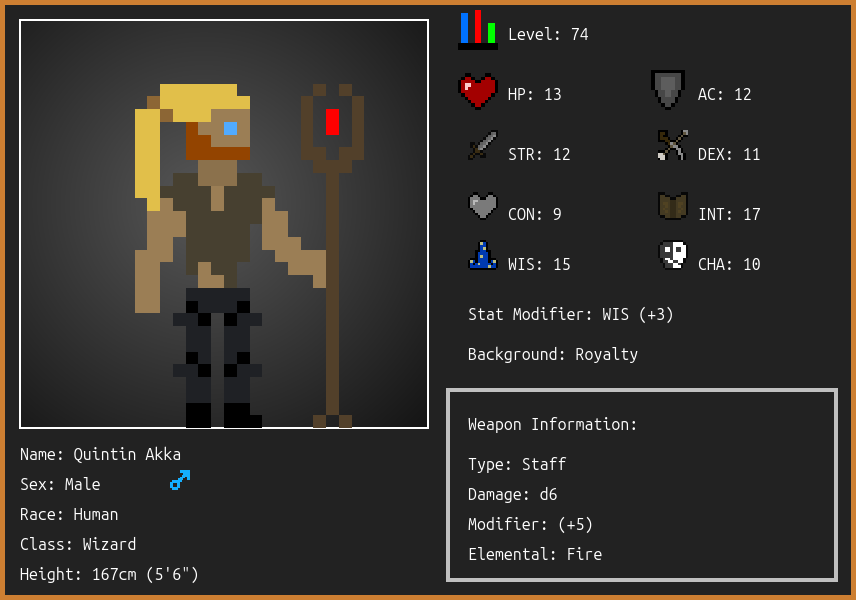 Level: 74
HP: 13 AC: 12
STR: 12 DEX: 11
CON: 9 INT: 17
WIS: 15 CHA: 10
Stat Modifier: WIS (+3)
Background: Royalty
Weapon Information:
Type: Staff
Damage: d6
Modifier: (+5)
Elemental: Fire
Name: Quintin Akka
Sex: Male
Race: Human
Class: Wizard
Height: 167cm (5'6")